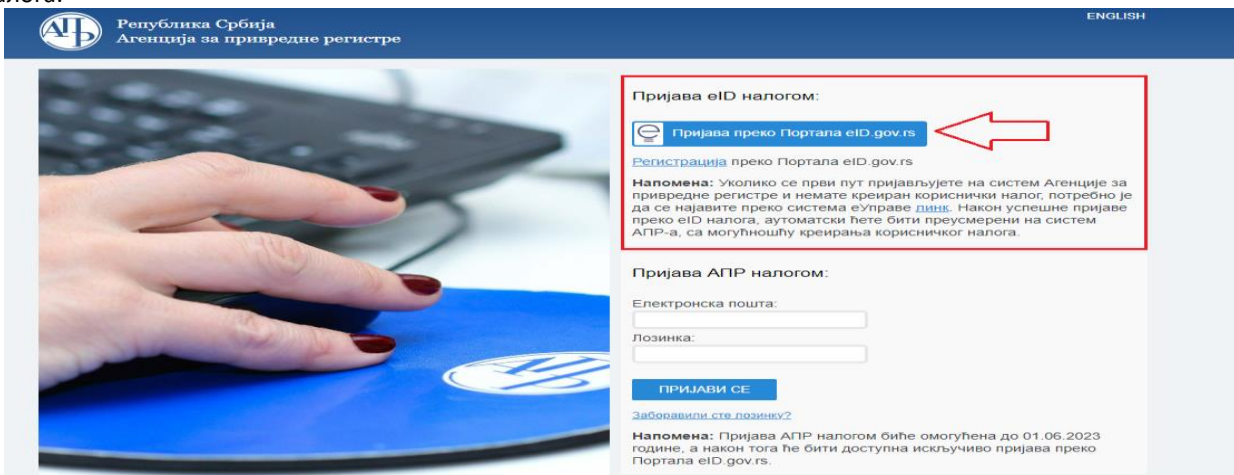 АПР
Република Србија
Агенција за привредне регистре
ENGLISH
Пријава eID налогом:
Пријава преко Портала eID.gov.rs
Регистрација преко Портала eID.gov.rs
Напомена: Уколико се први пут пријављујете на систем Агенције за
привредне регистре и немате креиран кориснички налог, потребно је
да се најавите преко система еУправе линк. Након успешне пријаве
преко eID налога, аутоматски ћете бити преусмерени на систем
АПР-а, са могућношћу креирања корисничког налога.
Пријава АПР налогом:
Електронска пошта:
Лозинка:
ПРИЈАВИ СЕ
Заборавили сте лозинку?
Напомена: Пријава АПР налогом биће омогућена до 01.06.2023
године, а након тога ће бити доступна искључиво пријава преко
Портала eID.gov.rs.
АПР